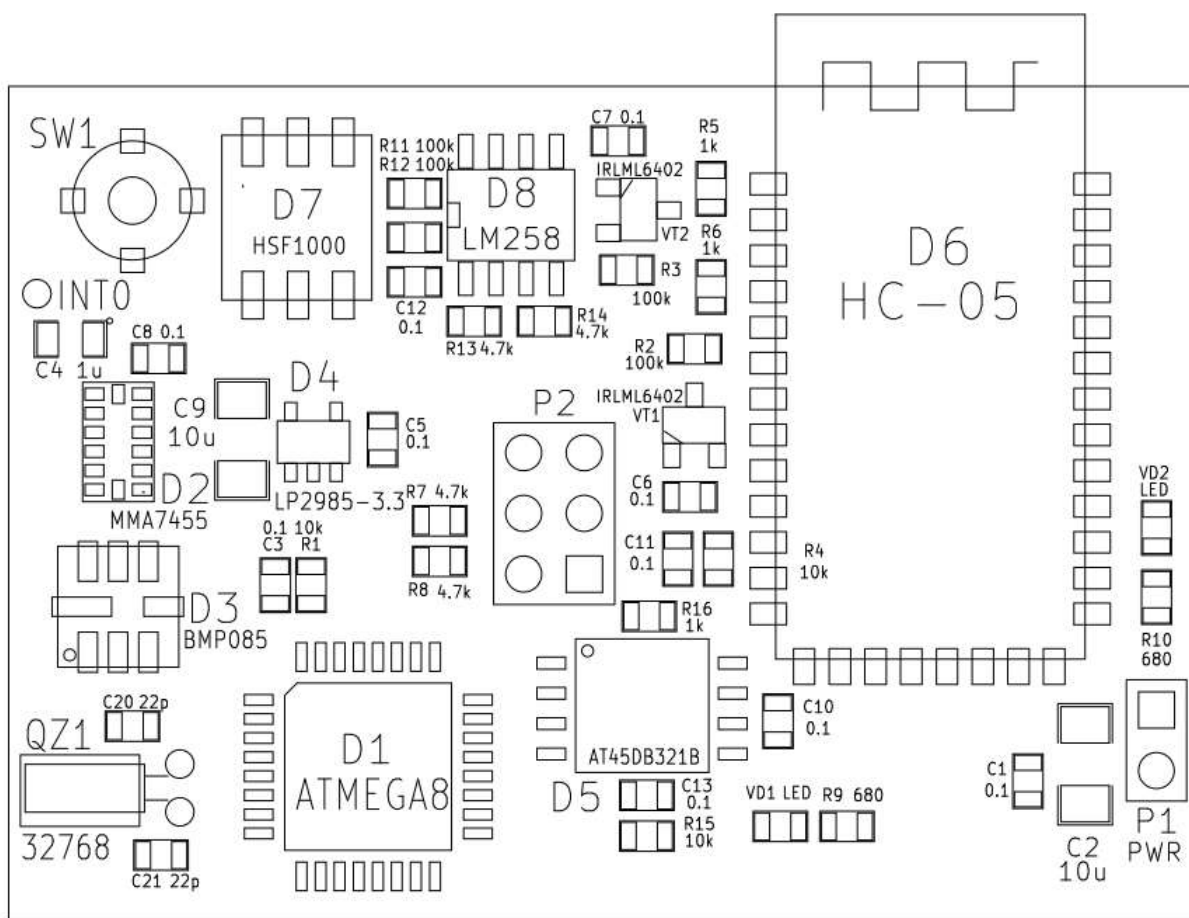 SW1
D7
HSF1000
R11 100k
R12 100k
D8
LM258
C7 0.1
IRLML6402
VT2
R5
1k
R6
1k
R3
100k
D6
HC-05
INT0
C4 1u
C8 0.1
C12
0.1
R13 4.7k
R14
4.7k
R2
100k
D4
C9
10u
C5
0.1
P2
IRLML6402
VT1
D2
MMA7455
LP2985-3.3
R7 4.7k
C6
0.1
VD2
LED
0.1 10k
C3 R1
R8 4.7k
C11
0.1
R4
10k
D3
BMP085
R16
1k
R10
680
C20 22p
QZ1
32768
C21 22p
D1
ATMEGA8
AT45DB321B
D5
C10
0.1
C13
0.1
R15
10k
VD1 LED
R9 680
C1
0.1
C2
10u
P1
PWR